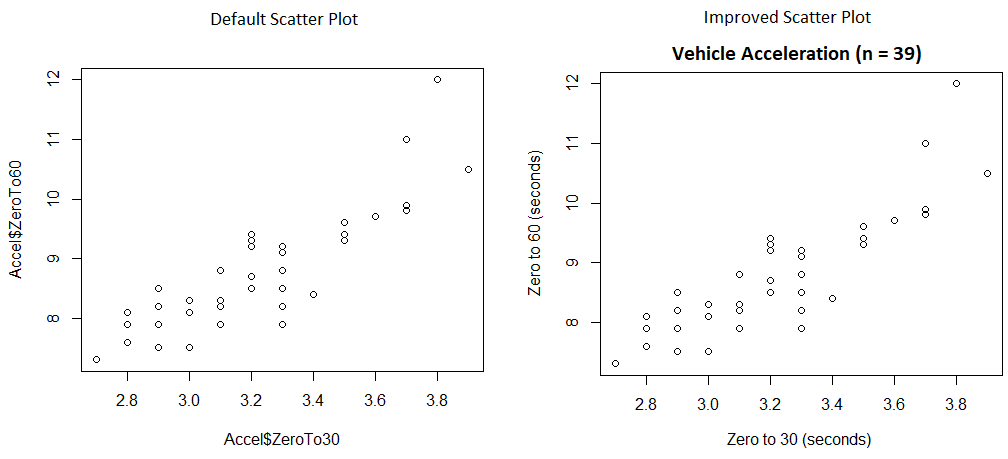 Default Scatter Plot
Improved Scatter Plot
Vehicle Acceleration (n = 39)
Accel$ZeroTo60
12
11
10
9
8
2.8 3.0 3.2 3.4 3.6 3.8
Accel$ZeroTo30
Zero to 60 (seconds)
12
11
10
9
8
2.8 3.0 3.2 3.4 3.6 3.8
Zero to 30 (seconds)